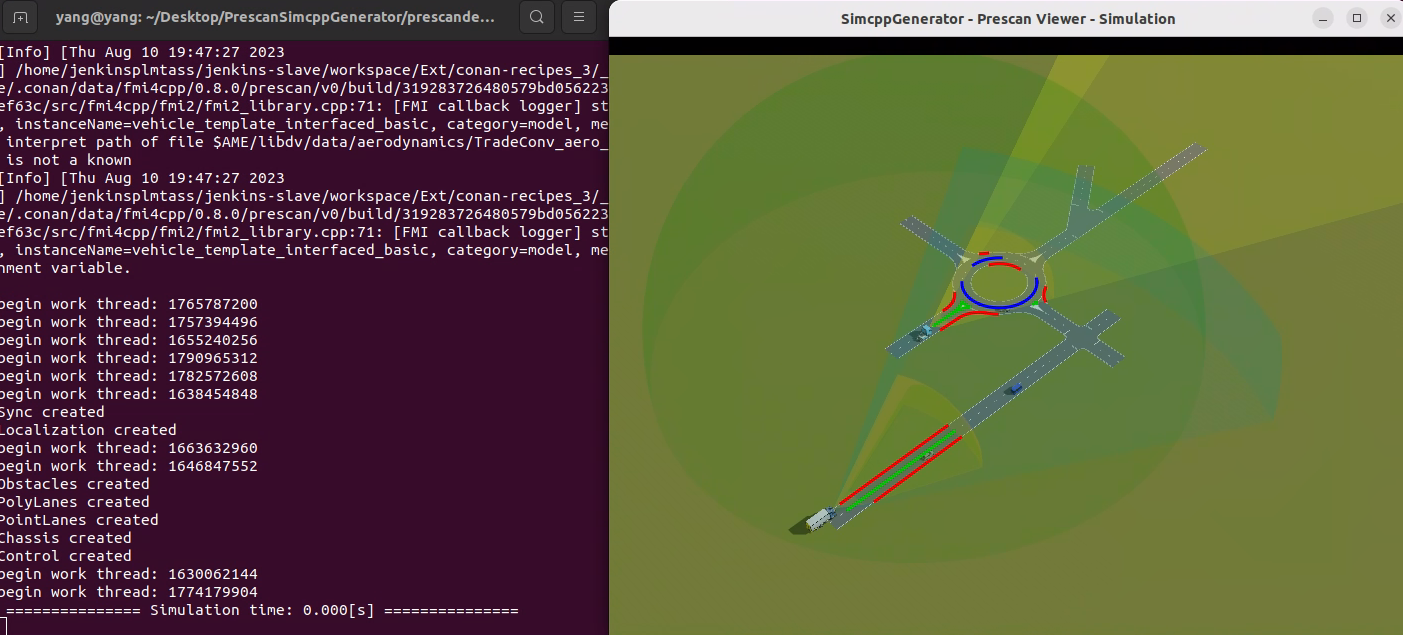 yang@yang: ~/Desktop/PrescanSimcppGenerator/prescande...
SimcppGenerator - Prescan Viewer - Simulation
[Info] [Thu Aug 10 19:47:27 2023
] /home/jenkinsplmtass/jenkins-slave/workspace/Ext/conan-recipes_3/_
e/.conan/data/fmi4cpp/0.8.0/prescan/v0/build/319283726480579bd056223
ef63c/src/fmi4cpp/fmi2/fmi2_library.cpp:71: [FMI callback logger] st
, instanceName=vehicle_template_interfaced_basic, category=model, me
interpret path of file $AME/libdv/data/aerodynamics/TradeConv_aero_
is not a known
[Info] [Thu Aug 10 19:47:27 2023
] /home/jenkinsplmtass/jenkins-slave/workspace/Ext/conan-recipes_3/_
e/.conan/data/fmi4cpp/0.8.0/prescan/v0/build/319283726480579bd056223
ef63c/src/fmi4cpp/fmi2/fmi2_library.cpp:71: [FMI callback logger] st
, instanceName=vehicle_template_interfaced_basic, category=model, me
nment variable.
begin work thread: 1765787200
begin work thread: 1757394496
begin work thread: 1655240256
begin work thread: 1790965312
begin work thread: 1782572608
begin work thread: 1638454848
Sync created
Localization created
begin work thread: 1663632960
begin work thread: 1646847552
Obstacles created
PolyLanes created
PointLanes created
Chassis created
Control created
begin work thread: 1630062144
begin work thread: 1774179904
=============== Simulation time: 0.000[s] ===============